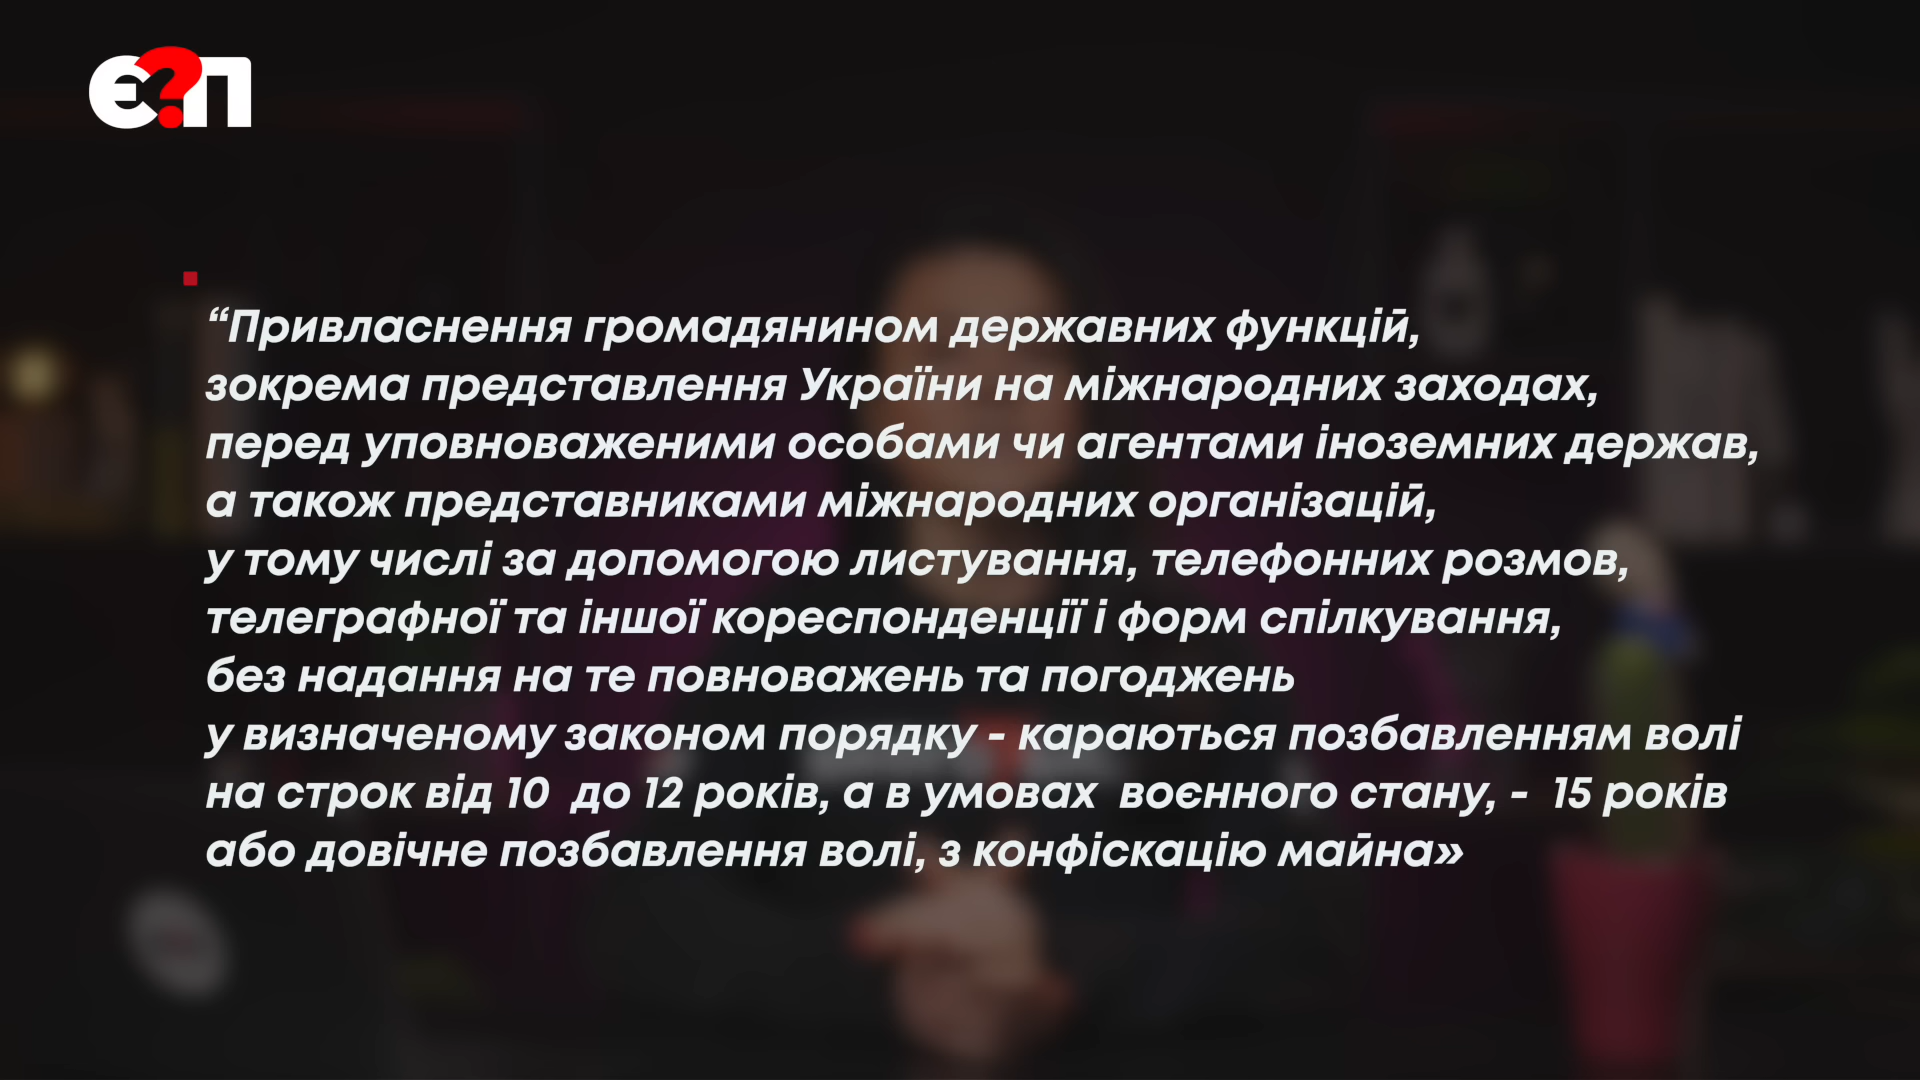 Є?П
“Привласнення громадянином державних функцій,
зокрема представлення України на міжнародних заходах,
перед уповноваженими особами чи агентами іноземних держав,
а також представниками міжнародних організацій,
у тому числі за допомогою листування, телефонних розмов,
телеграфної та іншої кореспонденції і форм спілкування,
без надання на те повноважень та погоджень
у визначеному законом порядку - караються позбавленням волі
на строк від 10 до 12 років, а в умовах воєнного стану, - 15 років
або довічне позбавлення волі, з конфіскацію майна»